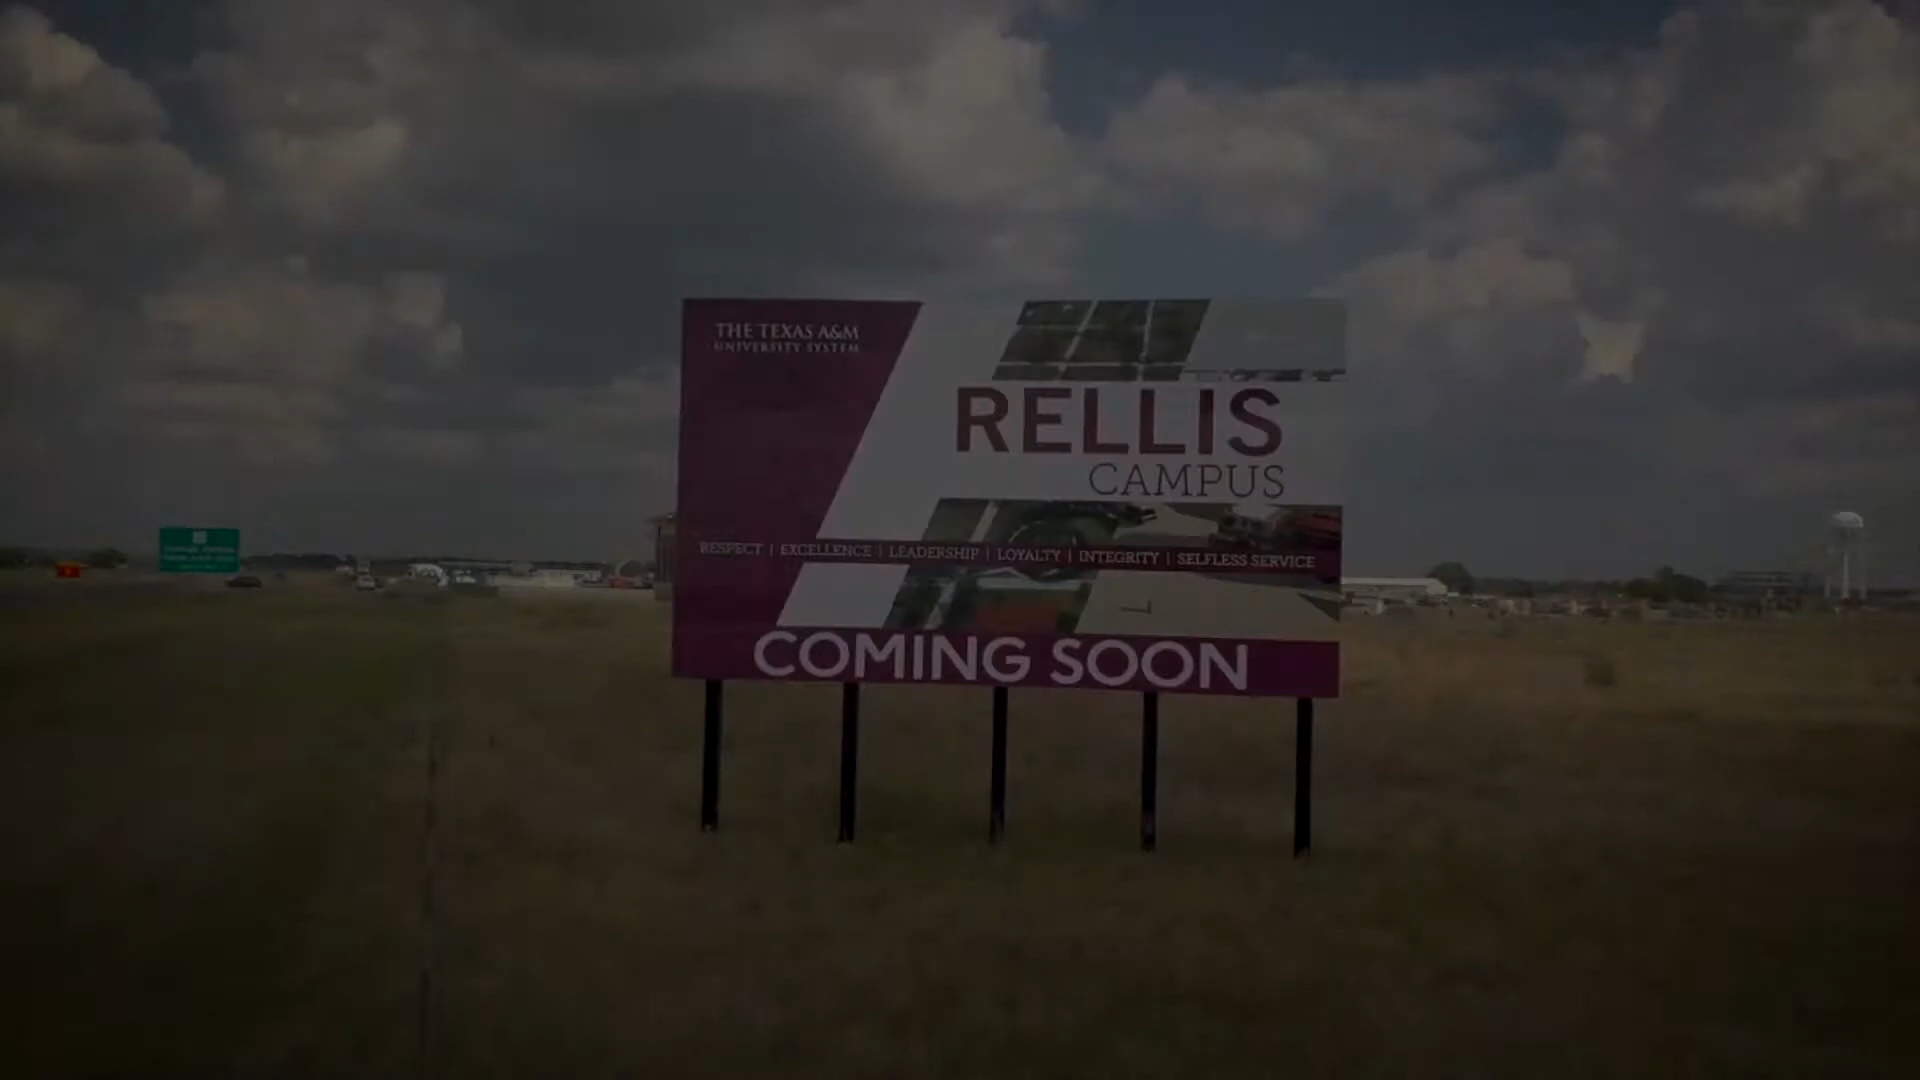 THE TEXAS A&M
UNIVERSITY SYSTEM
RELLIS
CAMPUS
RESPECT | EXCELLENCE | LEADERSHIP | LOYALTY | INTEGRITY | SELFLESS SERVICE
COMING SOON